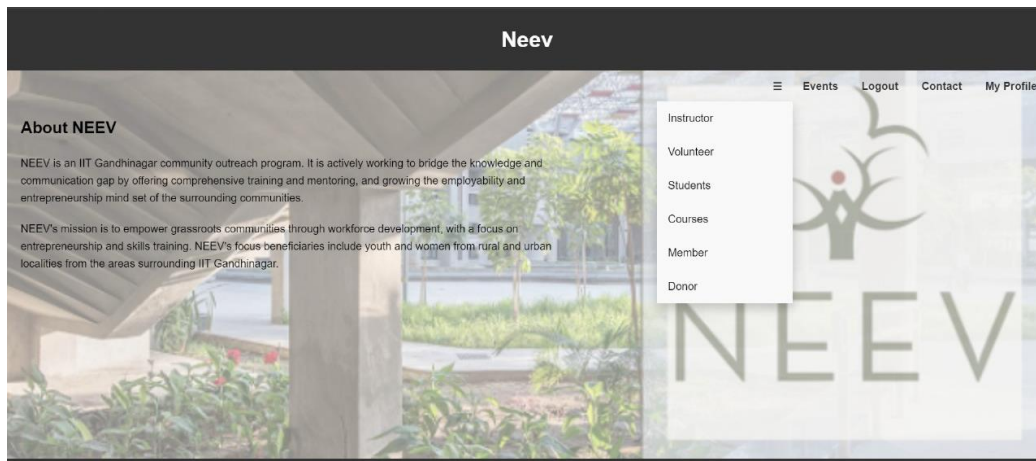 Neev
☰ Events Logout Contact My Profile
About NEEV
NEEV is an IIT Gandhinagar community outreach program. It is actively working to bridge the knowledge and
communication gap by offering comprehensive training and mentoring, and growing the employability and
entrepreneurship mind set of the surrounding communities.
NEEV's mission is to empower grassroots communities through workforce development, with a focus on
entrepreneurship and skills training. NEEV's focus beneficiaries include youth and women from rural and urban
localities from the areas surrounding IIT Gandhinagar.
Instructor
Volunteer
Students
Courses
Member
Donor
NEEV